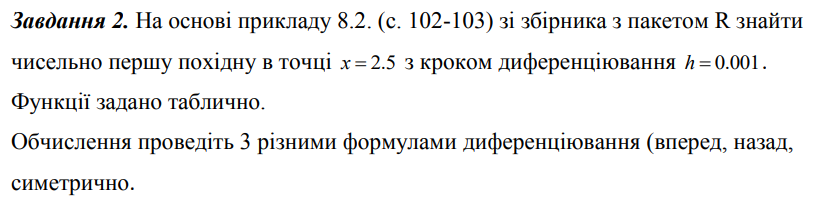 Завдання 2. На основі прикладу 8.2. (с. 102-103) зі збірника з пакетом R знайти
чисельно першу похідну в точці x = 2.5 з кроком диференціювання h = 0.001.
Функції задано таблично.
Обчислення проведіть 3 різними формулами диференціювання (вперед, назад,
симетрично.